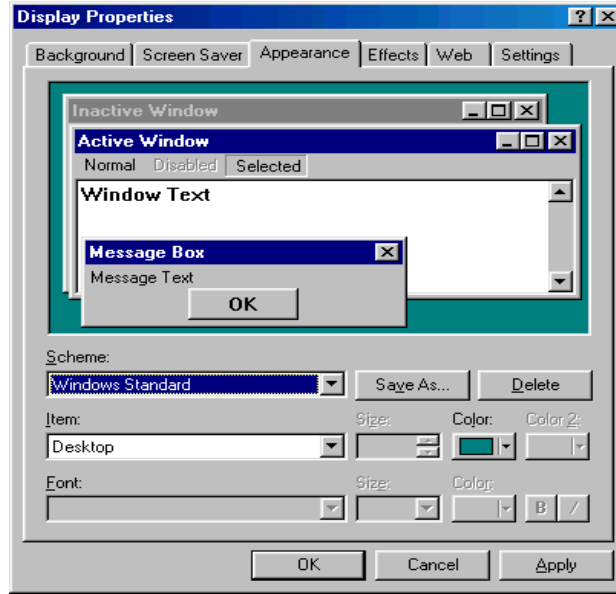 Display Properties
Background Screen Saver Appearance Effects Web Settings
Inactive Window
Active Window
Normal Disabled Selected
Window Text
Message Box
Message Text
OK
Scheme:
Windows Standard Save As... Delete
Item: Size: Color: Color 2:
Desktop
Font: Size: Color:
B /
OK Cancel Apply